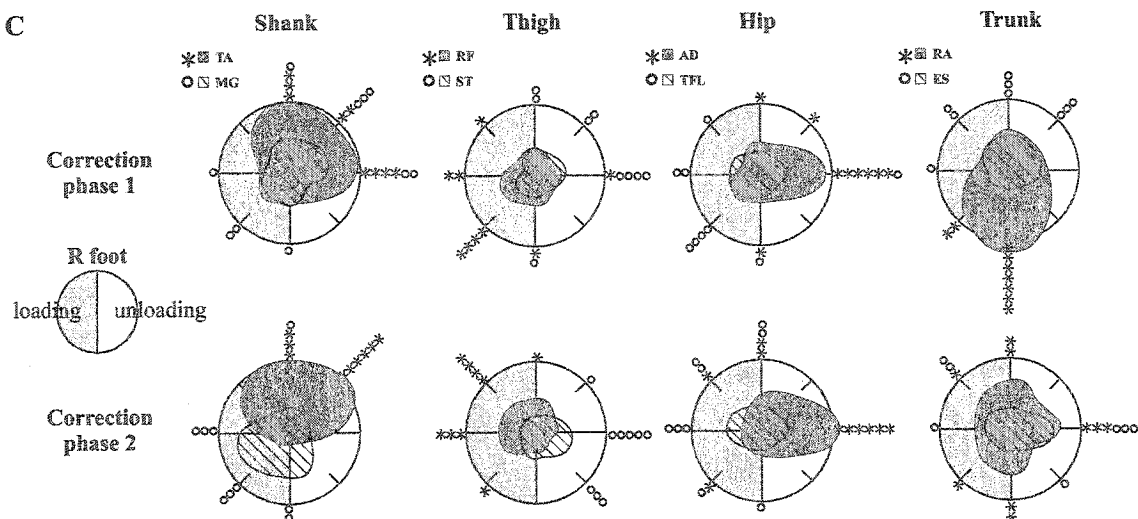 C
Shank
Thigh
Hip
Trunk
TA
MG
RF
ST
AD
TFL
RA
ES
Correction
phase 1
R foot
loading
unloading
Correction
phase 2